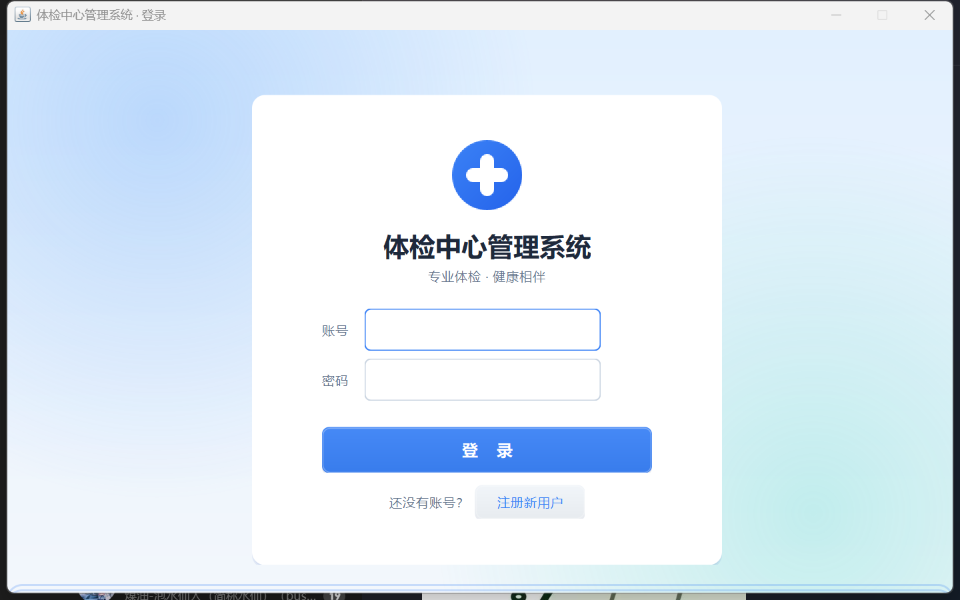 体检中心管理系统 · 登录
体检中心管理系统
专业体检 · 健康相伴
账号
密码
登 录
还没有账号? 注册新用户
19